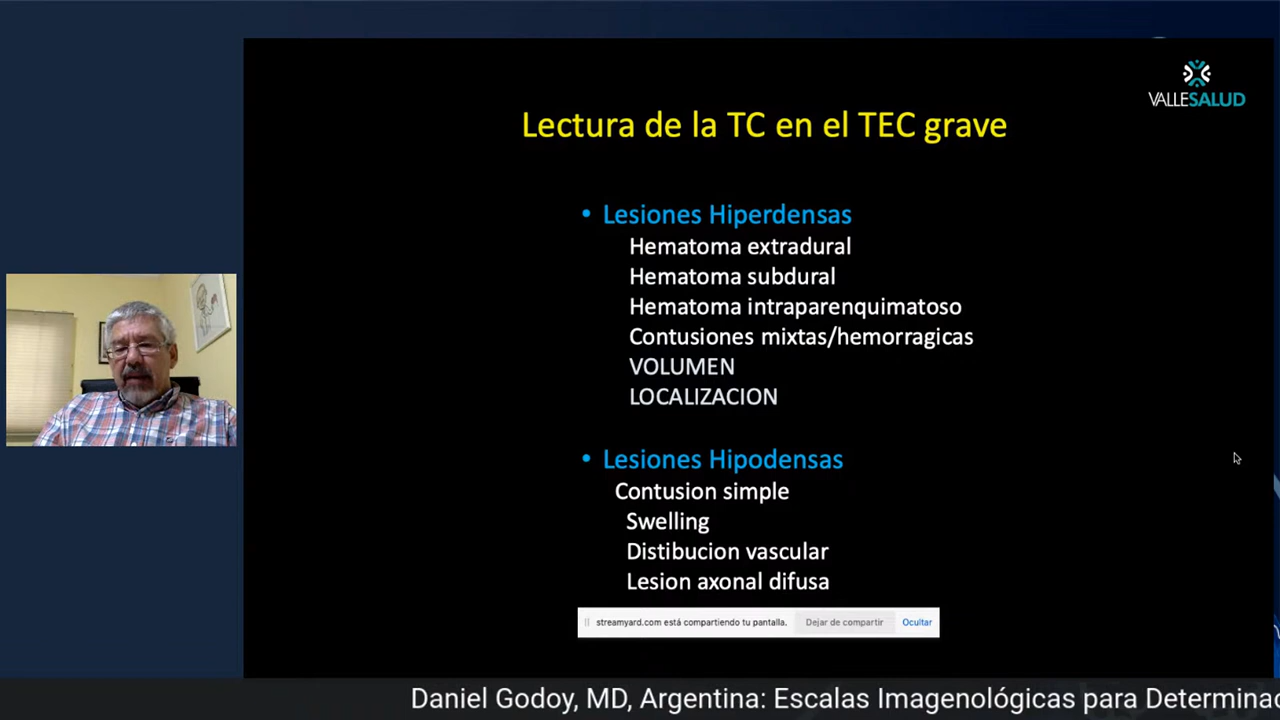 VALLESALUD
Lectura de la TC en el TEC grave
• Lesiones Hiperdensas
Hematoma extradural
Hematoma subdural
Hematoma intraparenquimatoso
Contusiones mixtas/hemorragicas
VOLUMEN
LOCALIZACION
• Lesiones Hipodensas
Contusion simple
Swelling
Distibucion vascular
Lesion axonal difusa
streamyard.com está compartiendo tu pantalla. Dejar de compartir Ocultar
Daniel Godoy, MD, Argentina: Escalas Imagenológicas para Determinac